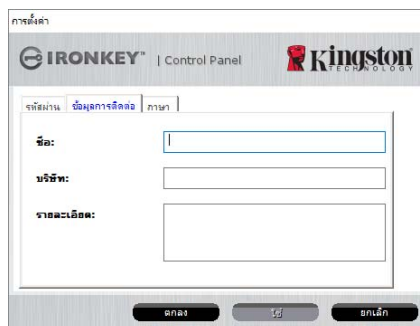 การตั้งค่า
IRONKEY™ | Control Panel Kingston TECHNOLOGY
รหัสผ่าน ข้อมูลการติดต่อ ภาษา
ชื่อ:
บริษัท:
รายละเอียด:
ตกลง ใช้ ยกเลิก